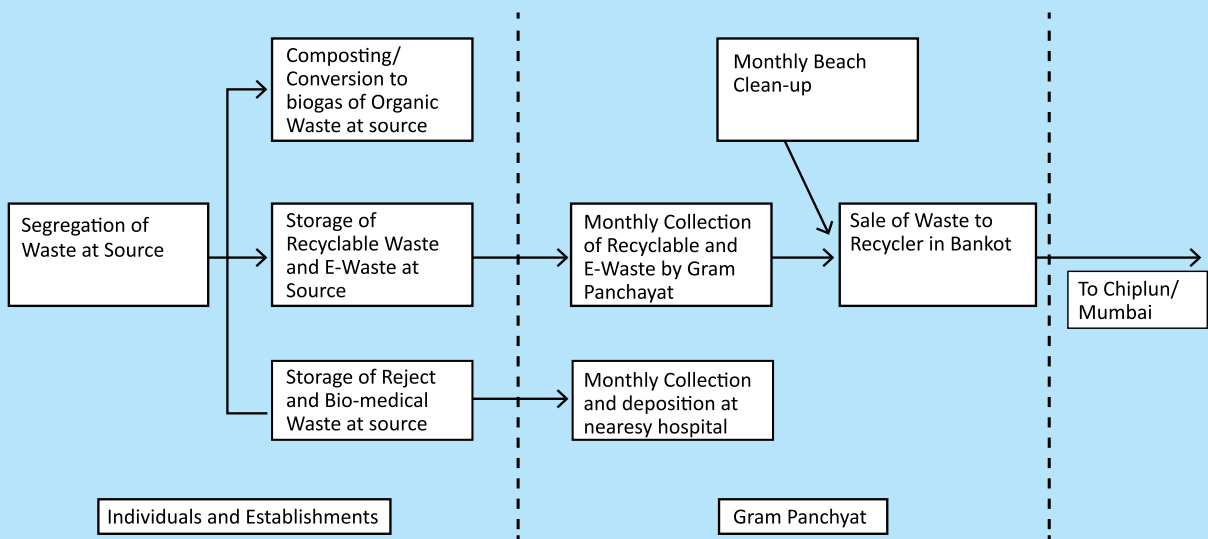 Composting/
Conversion to
biogas of Organic
Waste at source
Monthly Beach
Clean-up
Segregation of
Waste at Source
Storage of
Recyclable Waste
and E-Waste at
Source
Monthly Collection
of Recyclable and
E-Waste by Gram
Panchayat
Sale of Waste to
Recycler in Bankot
To Chiplun/
Mumbai
Storage of Reject
and Bio-medical
Waste at source
Monthly Collection
and deposition at
nearesy hospital
Individuals and Establishments
Gram Panchyat